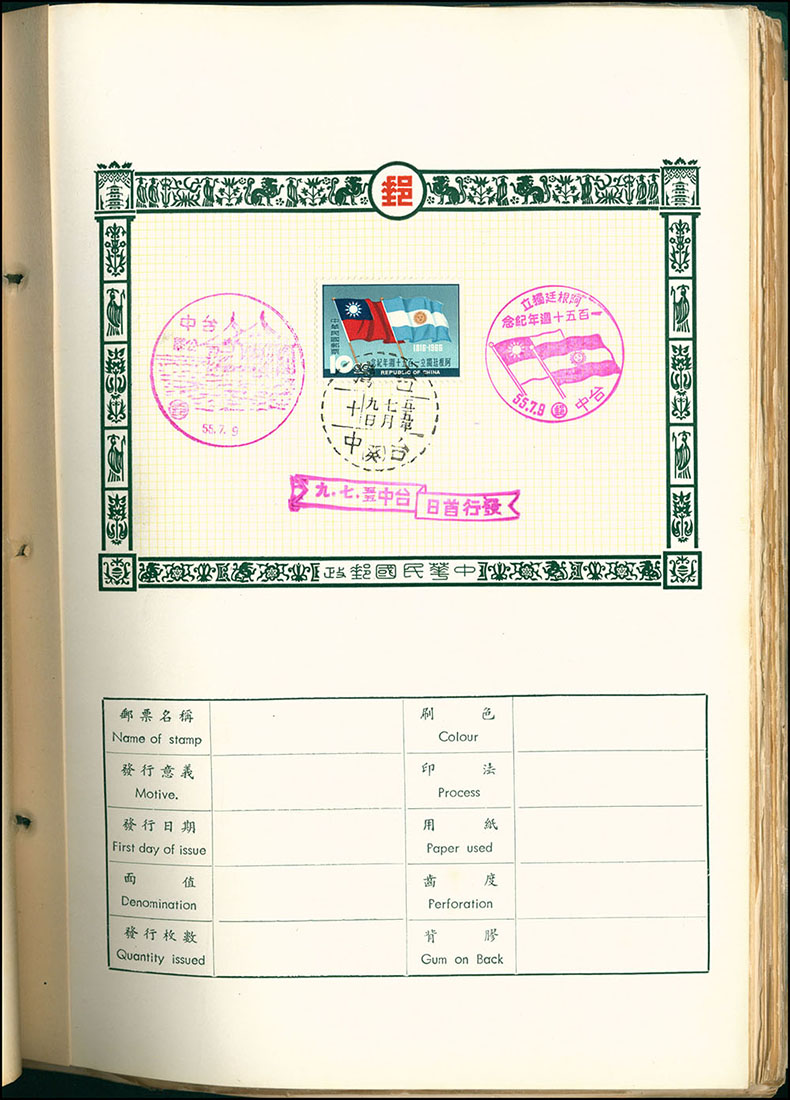 郵
台中
公園
郵
55.7.9
1816-1966
阿根廷獨立一百五十週年紀念
REPUBLIC OF CHINA
10
五五年
七月
九日
十
台中
(癸)
阿根廷獨立
一百五十週年紀念
55.7.9
郵
台中
發行首日
台中 五五.七.九
中華民國郵政
郵票名稱
Name of stamp
刷色
Colour
發行意義
Motive.
印法
Process
發行日期
First day of issue
用紙
Paper used
面值
Denomination
齒度
Perforation
發行枚數
Quantity issued
背膠
Gum on Back